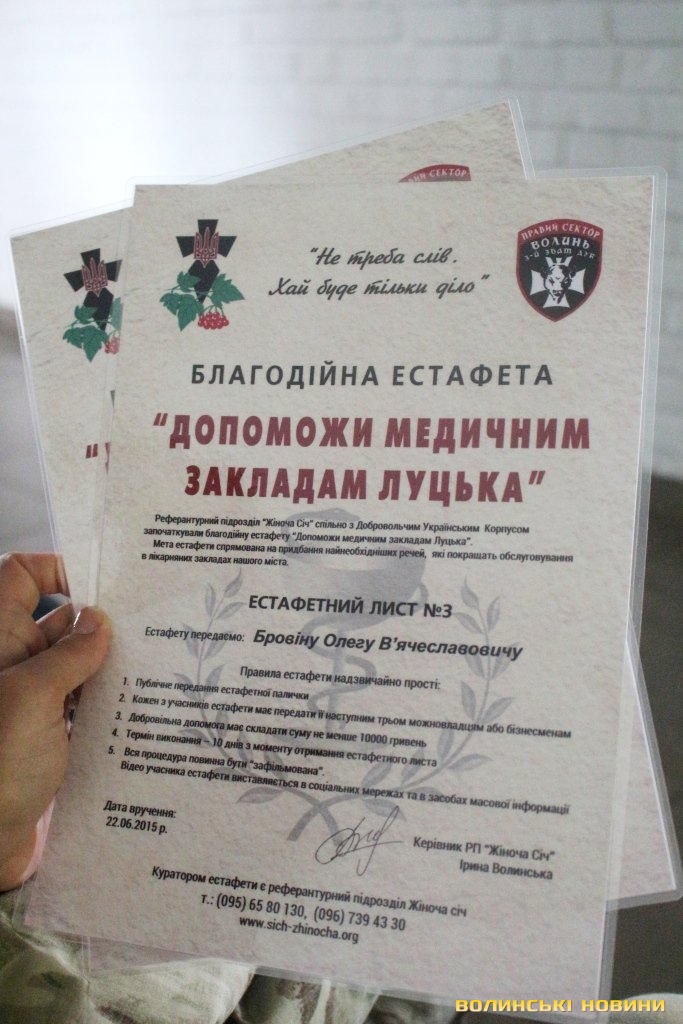 ВИЙ СЕКТОР
"Не треба слів.
Хай буде тільки діло"
ПРАВИЙ СЕКТОР
ВОЛИНЬ
БЛАГОДІЙНА ЕСТАФЕТА
"ДОПОМОЖИ МЕДИЧНИМ
ЗАКЛАДАМ ЛУЦЬКА"
Реферантурний підрозділ "Жіноча Січ" спільно з Добровольчим Українським Корпусом
започаткували благодійну естафету "Допоможи медичним закладам Луцька".
Мета естафети спрямована на придбання найнеобхідніших речей, які покращать обслуговування
в лікарняних закладах нашого міста.
ЕСТАФЕТНИЙ ЛИСТ №3
Естафету передаємо: Бровіну Олегу В'ячеславовичу
Правила естафети надзвичайно прості:
1. Публічне передання естафетної палички
2. Кожен з учасників естафети має передати її наступним трьом можновладцям або бізнесменам
3. Добровільна допомога має складати суму не менше 10000 гривень
4. Термін виконання – 10 днів з моменту отримання естафетного листа
5. Вся процедура повинна бути "зафільмована".
Відео учасника естафети виставляється в соціальних мережах та в засобах масової інформації
Дата вручення:
22.06.2015 р.
Керівник РП "Жіноча Січ"
Ірина Волинська
Куратором естафети є реферантурний підрозділ Жіноча січ
т.: (095) 65 80 130, (096) 739 43 30
www.sich-zhinocha.org
ВОЛИНСЬКІ НОВИНИ